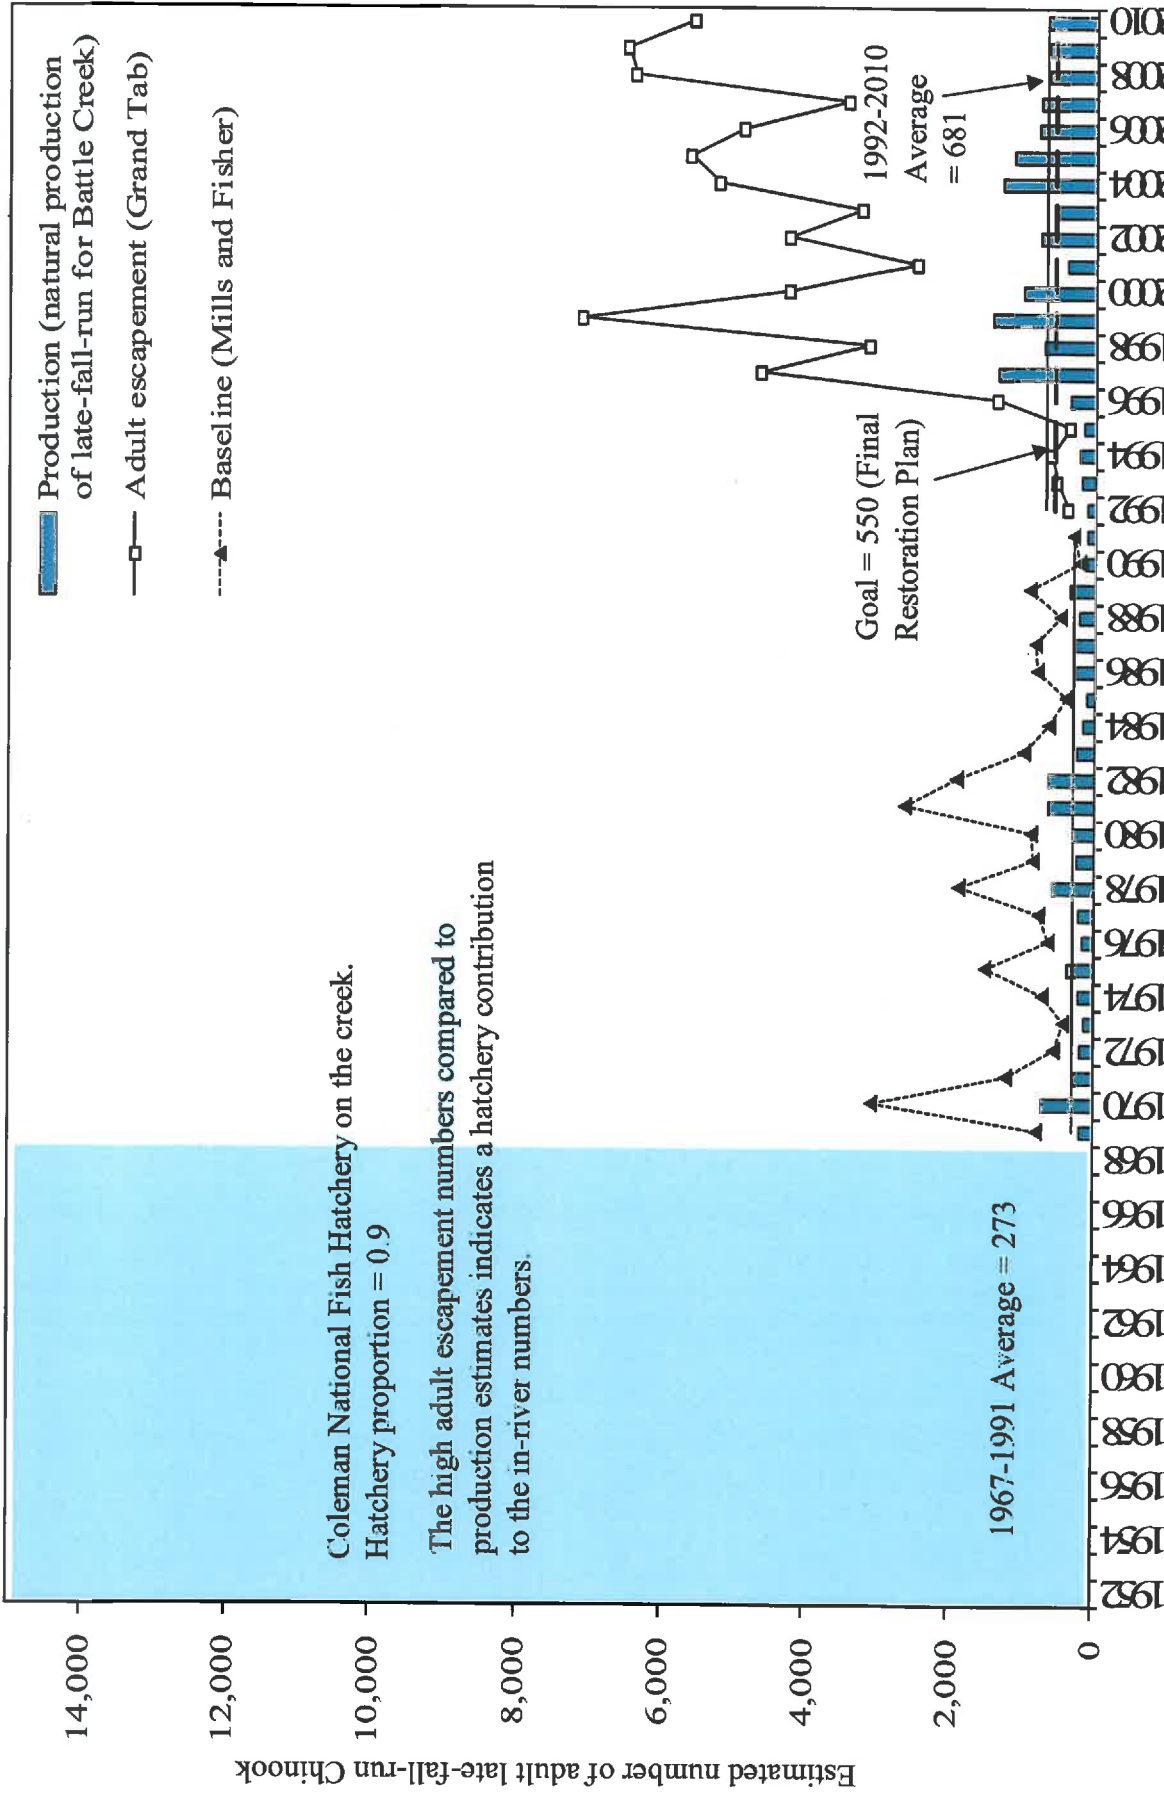 Production (natural production
of late-fall-run for Battle Creek)
Adult escapement (Grand Tab)
Baseline (Mills and Fisher)
Estimated number of adult late-fall-run Chinook
14,000
12,000
10,000
8,000
6,000
4,000
2,000
0
Coleman National Fish Hatchery on the creek.
Hatchery proportion = 0.9
The high adult escapement numbers compared to
production estimates indicates a hatchery contribution
to the in-river numbers.
1967-1991 Average = 273
Goal = 550 (Final
Restoration Plan)
1992-2010
Average
= 681
1952
1954
1956
1958
1960
1962
1964
1966
1968
1970
1972
1974
1976
1978
1980
1982
1984
1986
1988
1990
1992
1994
1996
1998
2000
2002
2004
2006
2008
2010